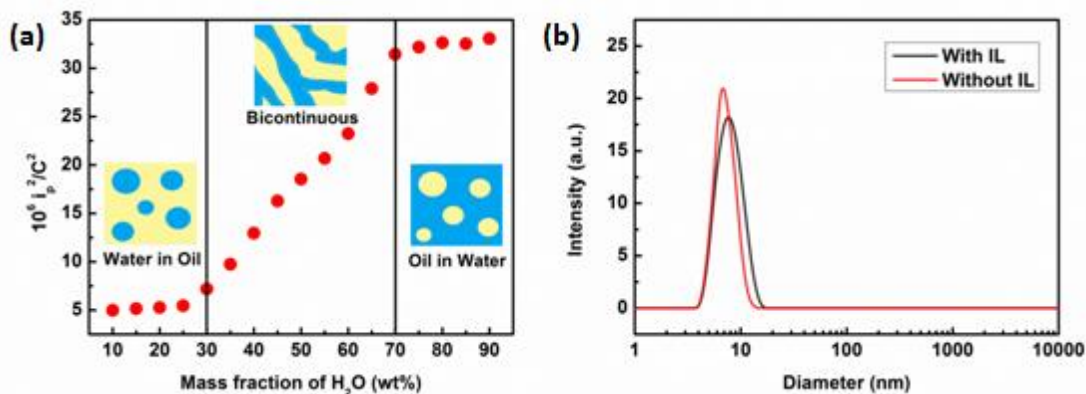 (a)
10⁶ iₚ²/C²
35
30
25
20
15
10
5
Bicontinuous
Water in Oil
Oil in Water
10 20 30 40 50 60 70 80 90
Mass fraction of H₂O (wt%)
(b)
Intensity (a.u.)
25
20
15
10
5
0
With IL
Without IL
1 10 100 1000 10000
Diameter (nm)